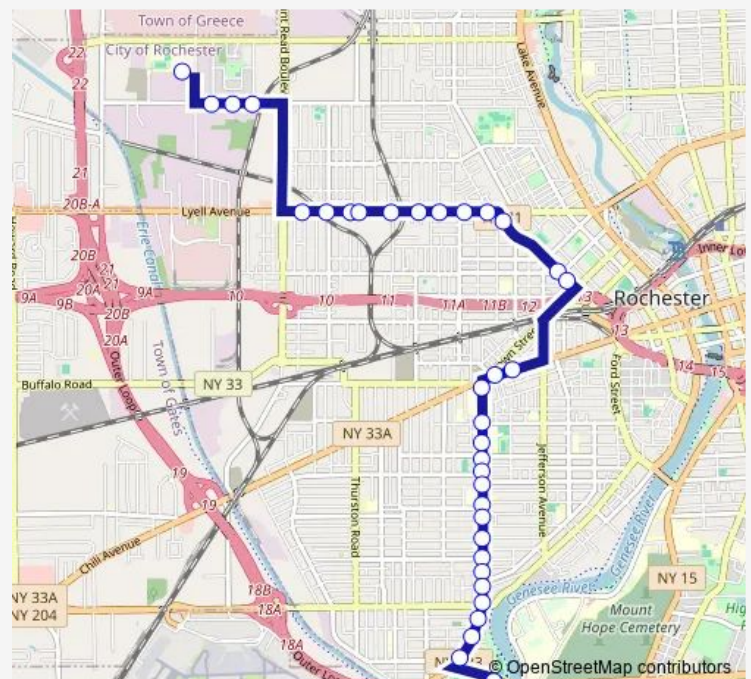 Town of Greece
City of Rochester
Lake Avenue
22
22
21
20B-A
Lyell Avenue
Erie Canal
20B
21
21
20A
20B
20A
9A
9B
9A
10
10
11
11A
11B
12
13
13
Inner
Rochester
Ford Street
14
15
Outer Loop
Town of Gates
Buffalo Road
NY 33
NY 33A
Jefferson Avenue
Thurston Road
19
19
Chili Avenue
Genesee River
Genesee River
NY 15
18B
18A
18A
NY 33A
NY 204
Mount
Hope Cemetery
Outer Loop
© OpenStreetMap contributors